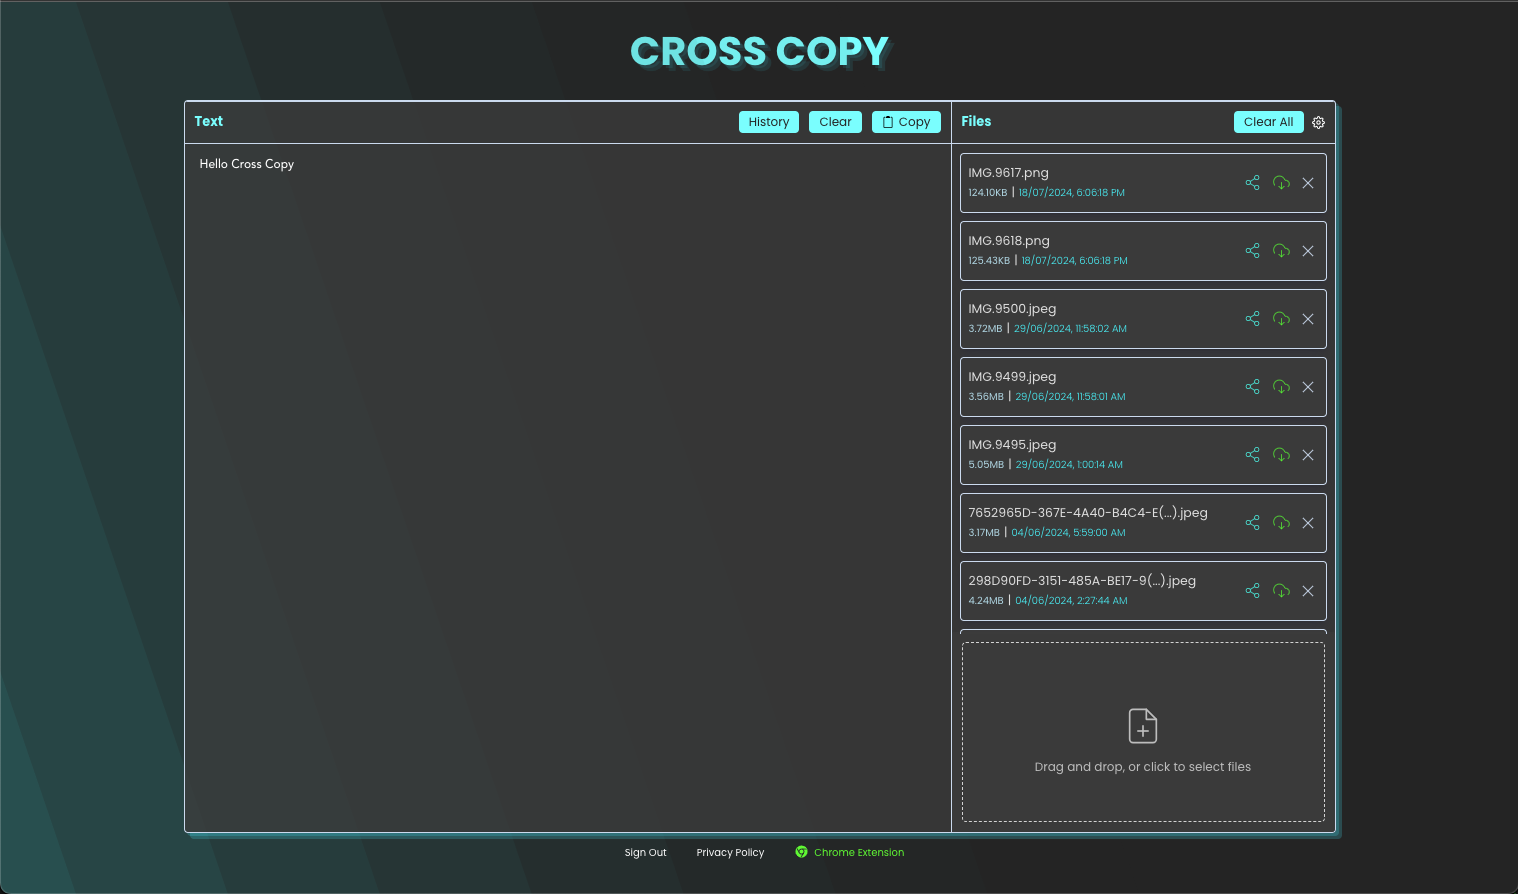 CROSS COPY
Text
History
Clear
Copy
Hello Cross Copy
Files
Clear All
IMG.9617.png
124.10KB | 18/07/2024, 6:06:18 PM
IMG.9618.png
125.43KB | 18/07/2024, 6:06:18 PM
IMG.9500.jpeg
3.72MB | 29/06/2024, 11:58:02 AM
IMG.9499.jpeg
3.56MB | 29/06/2024, 11:58:01 AM
IMG.9495.jpeg
5.05MB | 29/06/2024, 1:00:14 AM
7652965D-367E-4A40-B4C4-E(...).jpeg
3.17MB | 04/06/2024, 5:59:00 AM
298D90FD-3151-485A-BE17-9(...).jpeg
4.24MB | 04/06/2024, 2:27:44 AM
Drag and drop, or click to select files
Sign Out
Privacy Policy
Chrome Extension